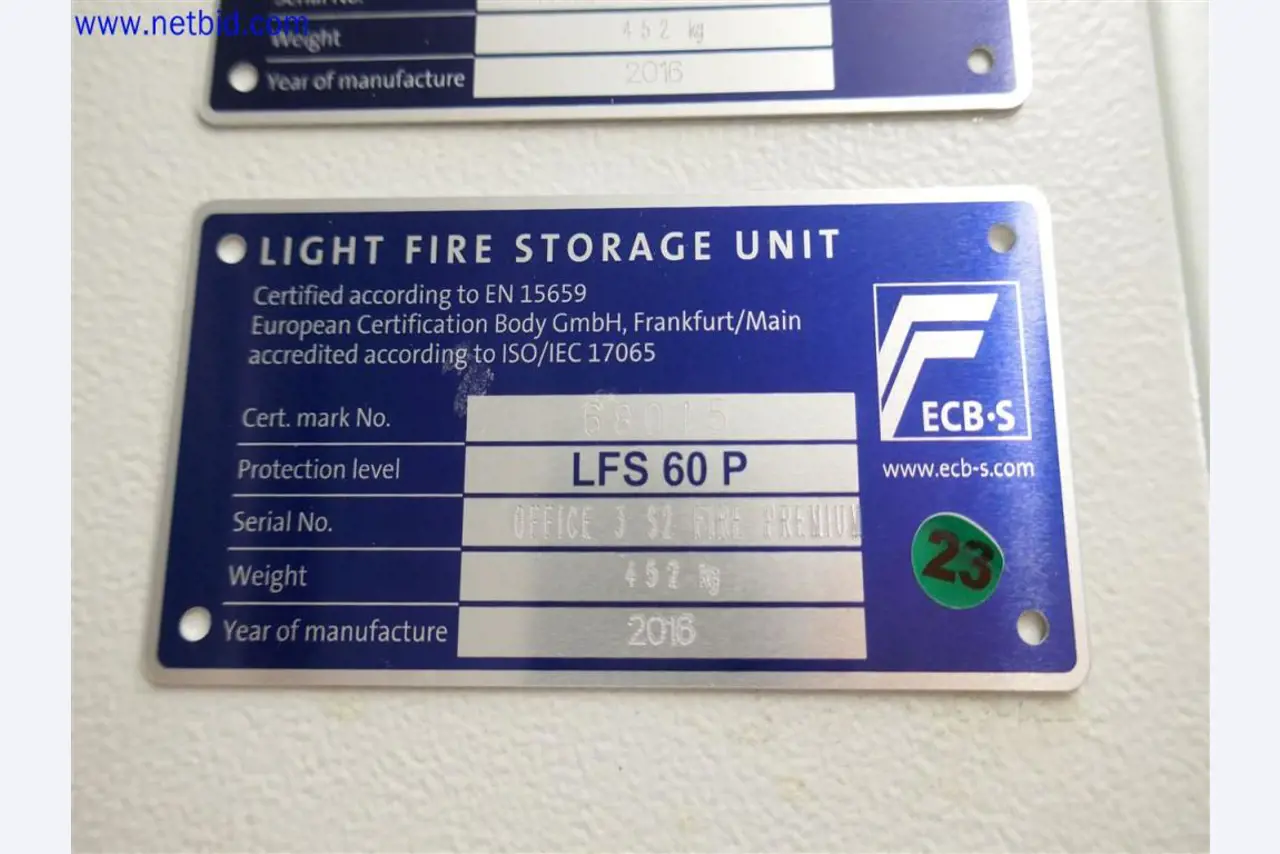 www.netbid.com
Serial No.
Weight 452 kg
Year of manufacture 2016
LIGHT FIRE STORAGE UNIT
Certified according to EN 15659
European Certification Body GmbH, Frankfurt/Main
accredited according to ISO/IEC 17065
ECB·S
www.ecb-s.com
Cert. mark No. 68015
Protection level LFS 60 P
Serial No. OFFICE 3 S2 FIRE PREMIUM
Weight 452 kg
Year of manufacture 2016
23